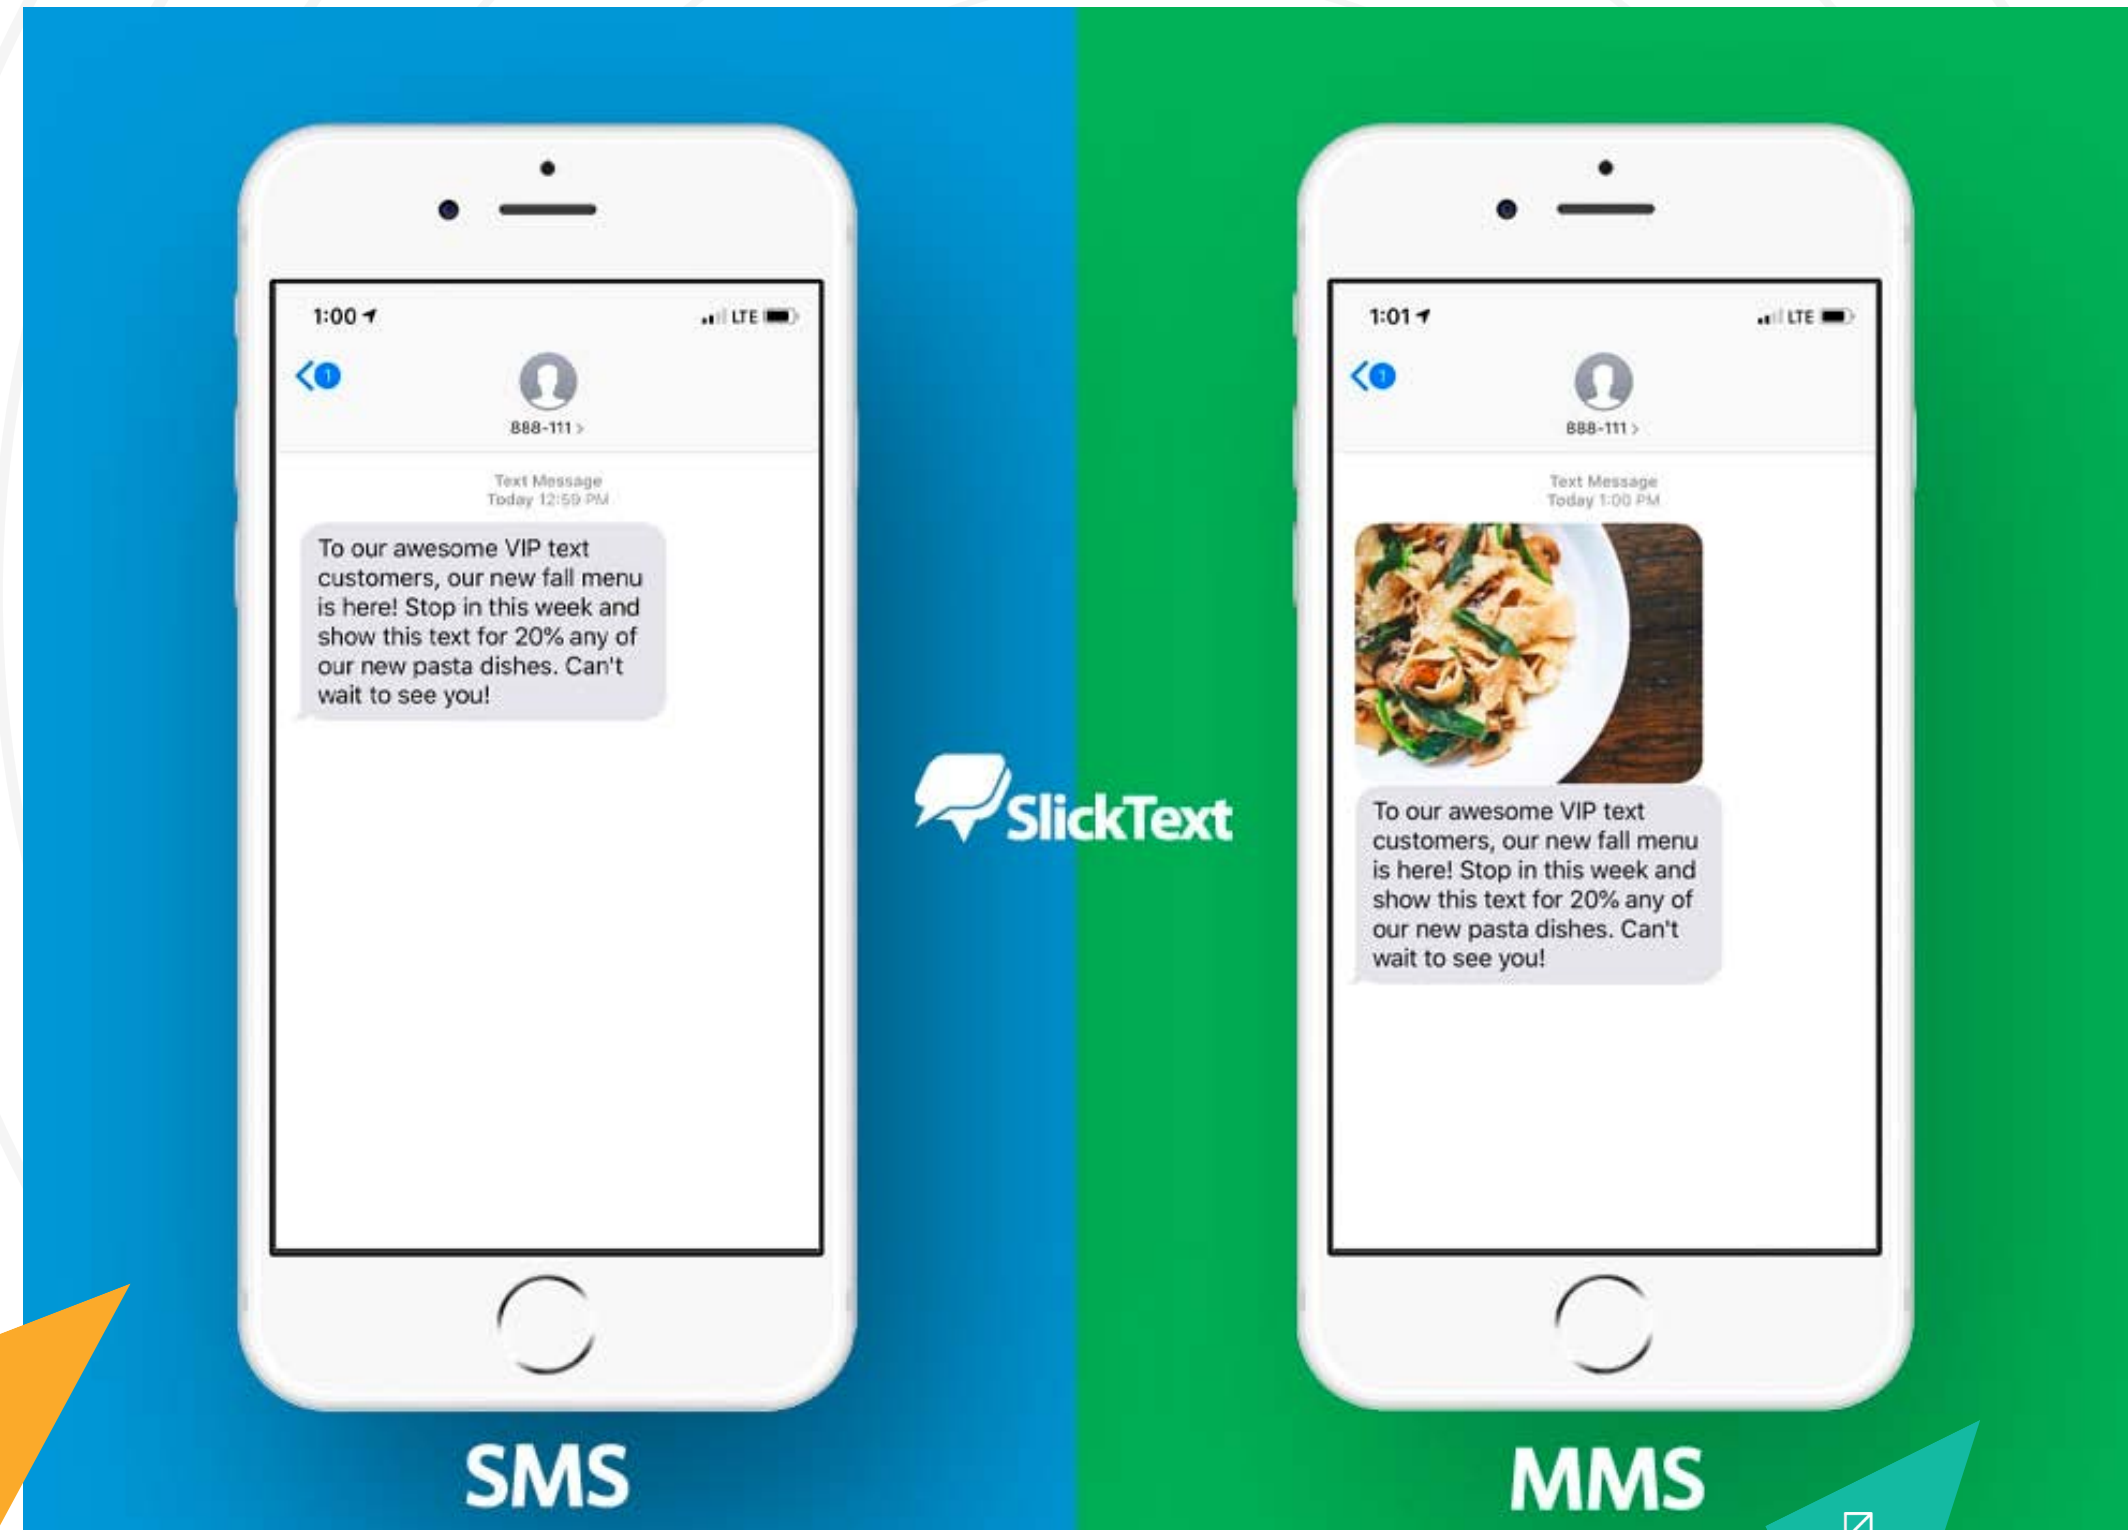 1:00
LTE
1
888-111 >
Text Message
Today 12:59 PM
To our awesome VIP text
customers, our new fall menu
is here! Stop in this week and
show this text for 20% any of
our new pasta dishes. Can't
wait to see you!
SMS
SlickText
1:01
LTE
1
888-111 >
Text Message
Today 1:00 PM
To our awesome VIP text
customers, our new fall menu
is here! Stop in this week and
show this text for 20% any of
our new pasta dishes. Can't
wait to see you!
MMS